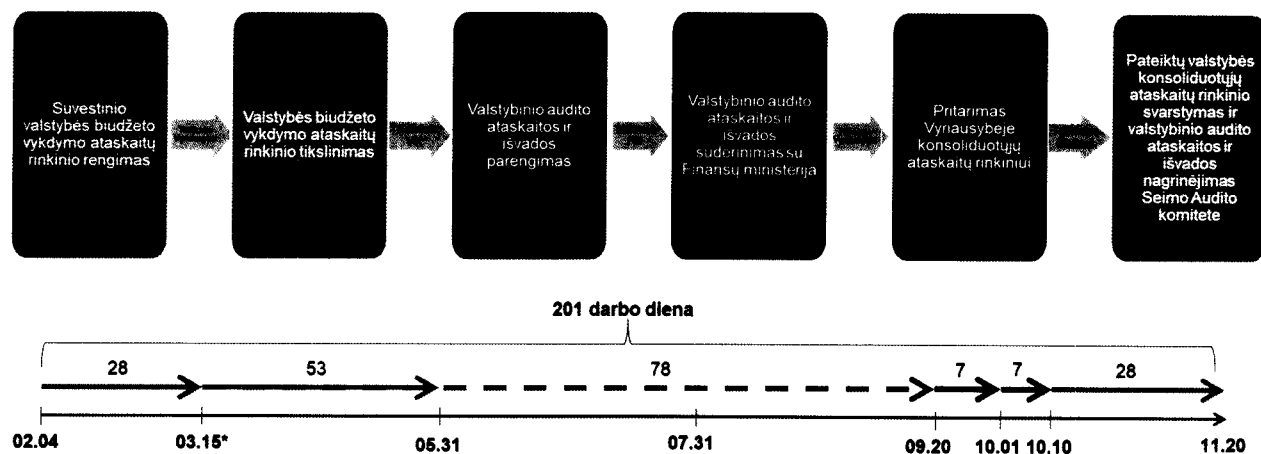 Suvestinio
valstybės biudžeto
vykdymo ataskaitų
rinkinio rengimas
Valstybės biudžeto
vykdymo ataskaitų
rinkinio tikslinimas
Valstybinio audito
ataskaitos ir
išvados
parengimas
Valstybinio audito
ataskaitos ir
išvados
suderinimas su
Finansų ministerija
Pritarimas
Vyriausybėje
konsoliduotųjų
ataskaitų rinkiniui
Pateiktų valstybės
konsoliduotųjų
ataskaitų rinkinio
svarstymas ir
valstybinio audito
ataskaitos ir
išvados
nagrinėjimas
Seimo Audito
komitete
201 darbo diena
28 53 78 7 7 28
02.04 03.15* 05.31 07.31 09.20 10.01 10.10 11.20